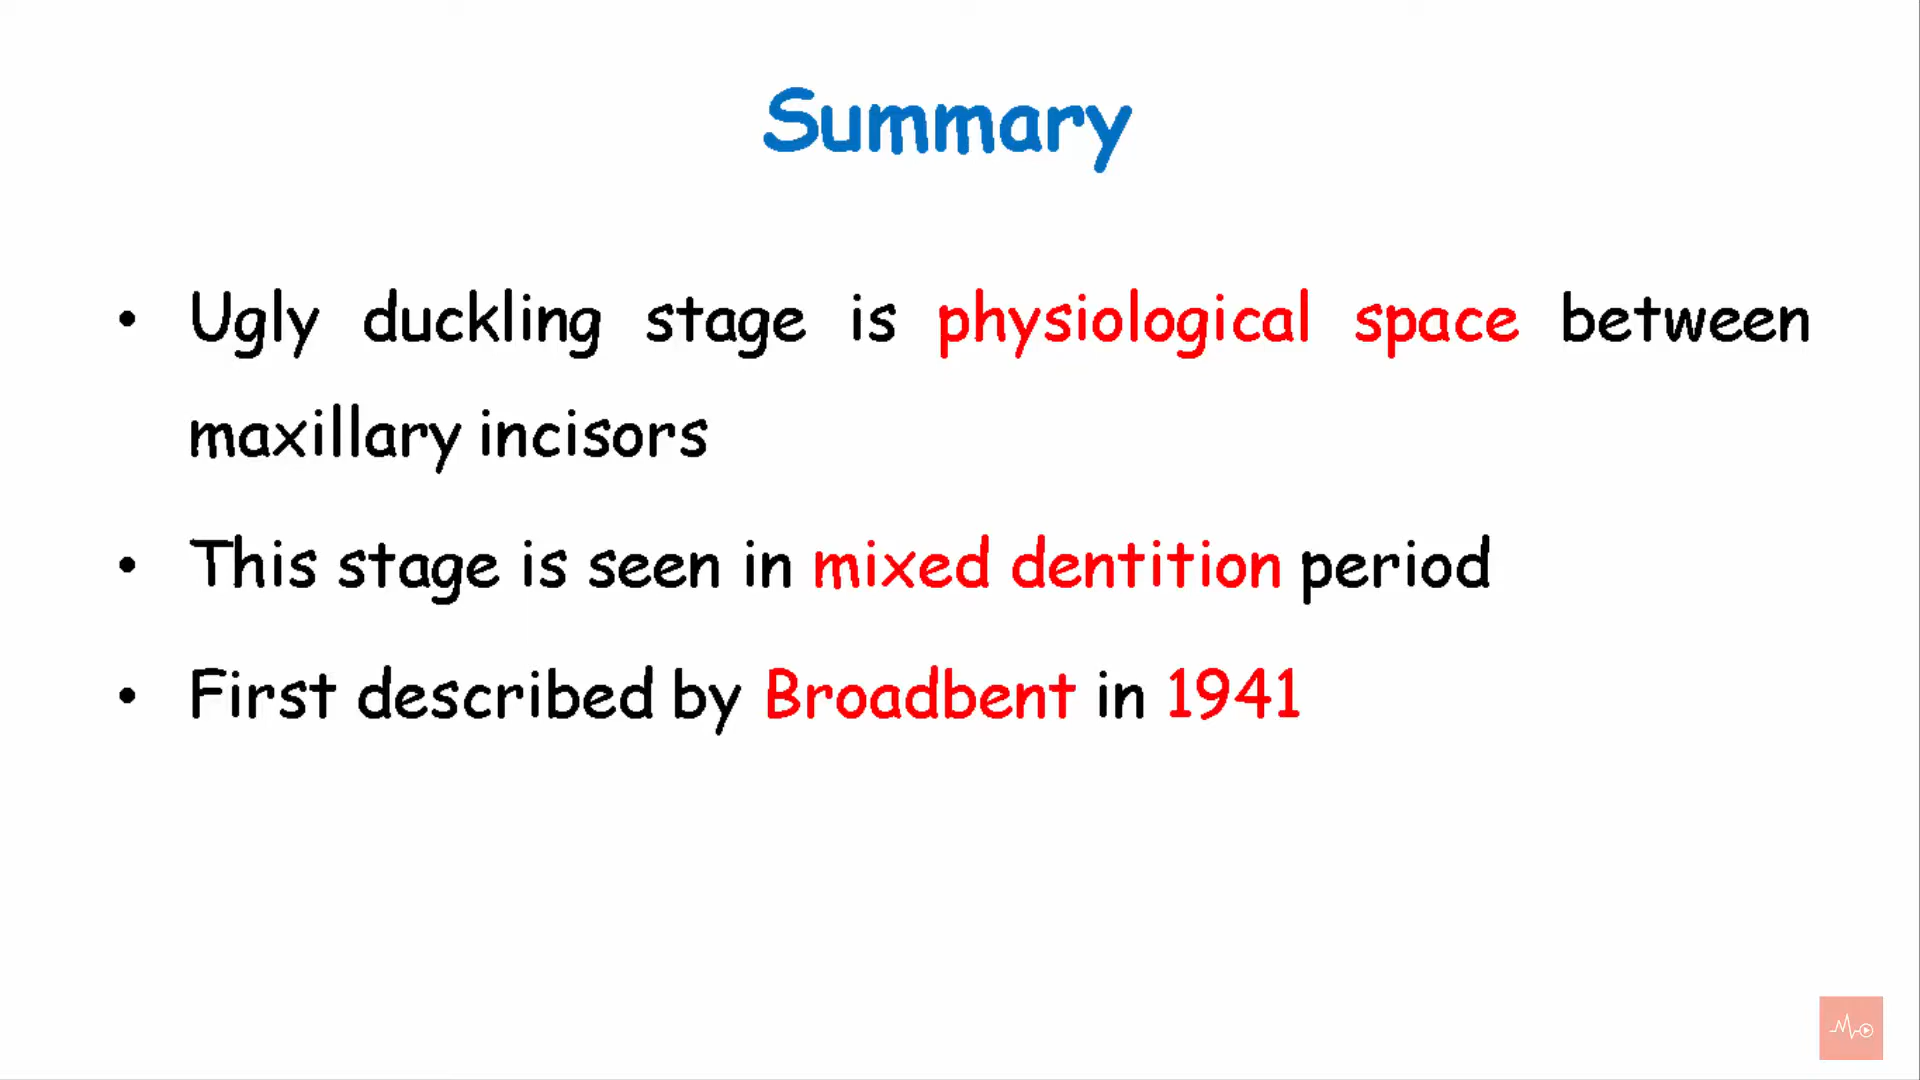 Summary
• Ugly duckling stage is physiological space between
maxillary incisors
• This stage is seen in mixed dentition period
• First described by Broadbent in 1941